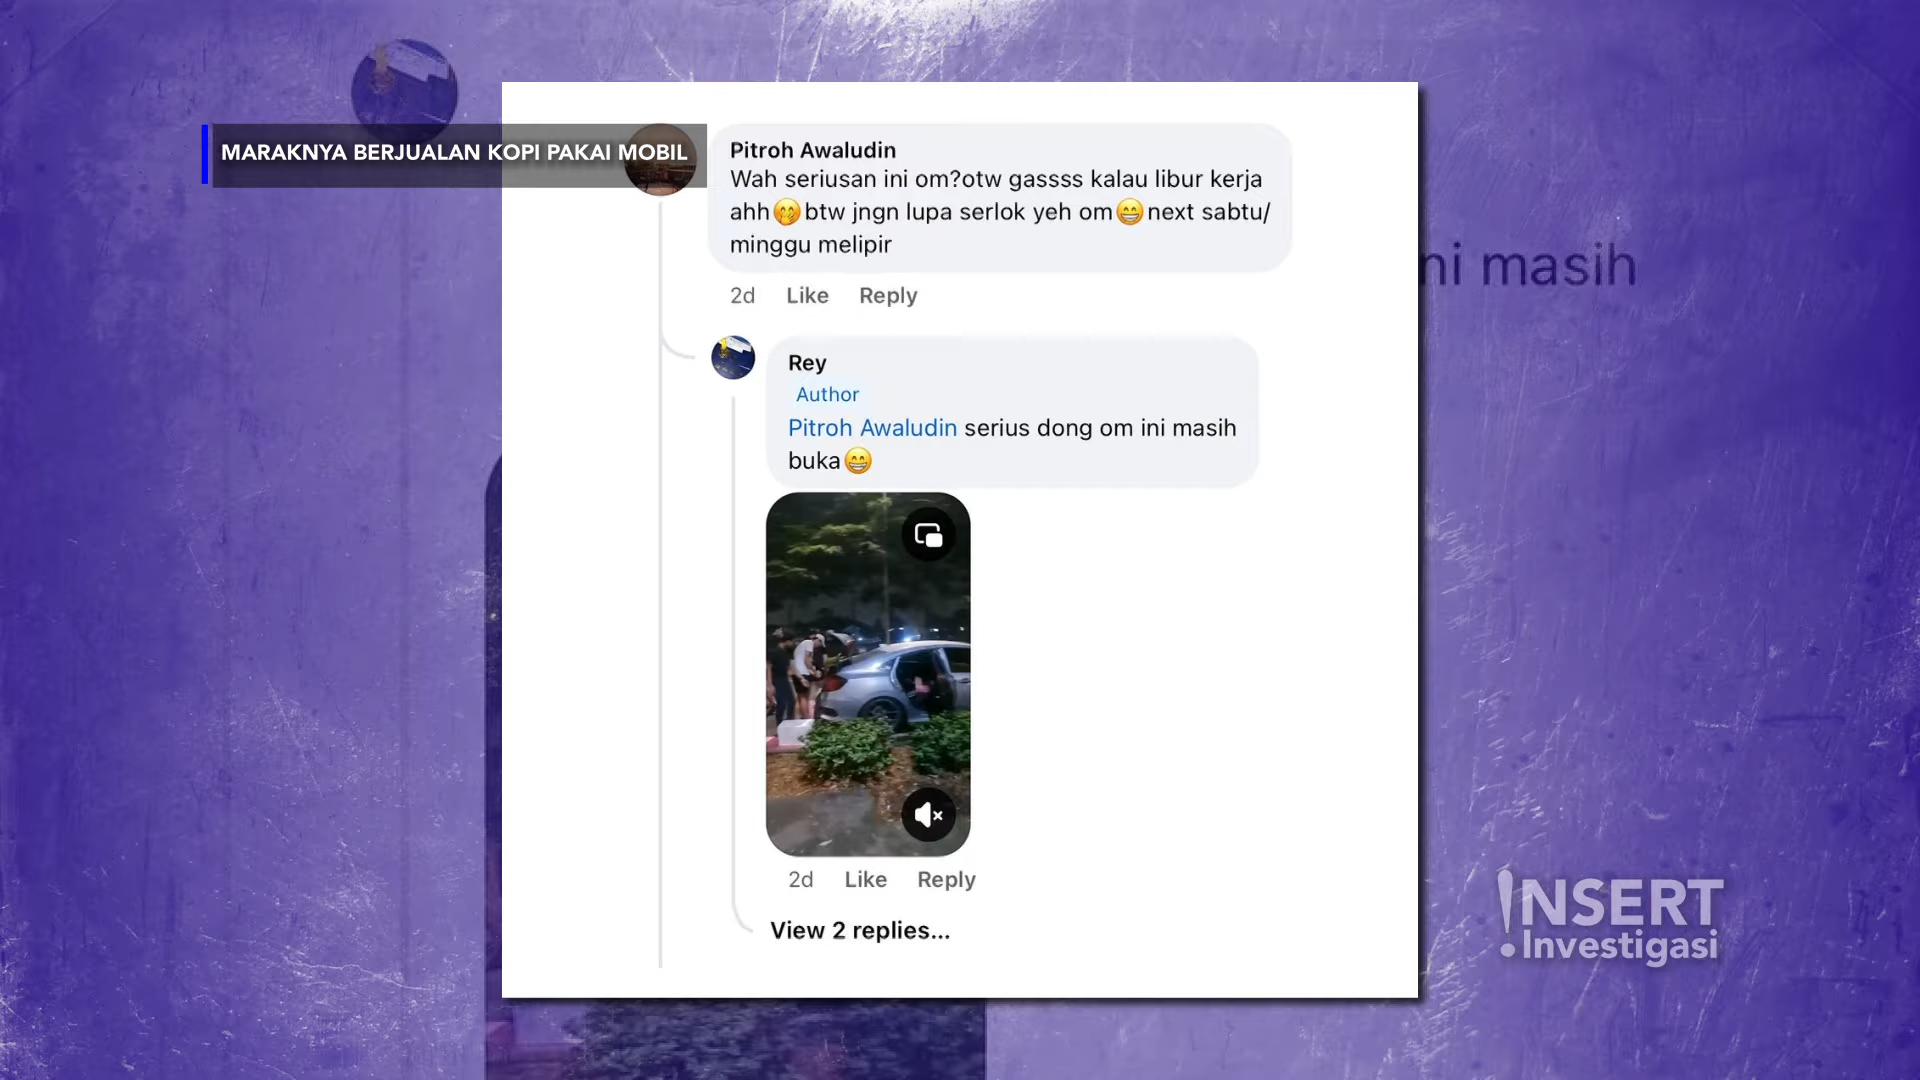 MARAKNYA BERJUALAN KOPI PAKAI MOBIL
Pitroh Awaludin
Wah seriusan ini om?otw gassss kalau libur kerja
ahh🤭btw jngn lupa serlok yeh om😁next sabtu/
minggu melipir
2d Like Reply
Rey
Author
Pitroh Awaludin serius dong om ini masih
buka😁
2d Like Reply
View 2 replies...
ni masih
!NSERT
Investigasi